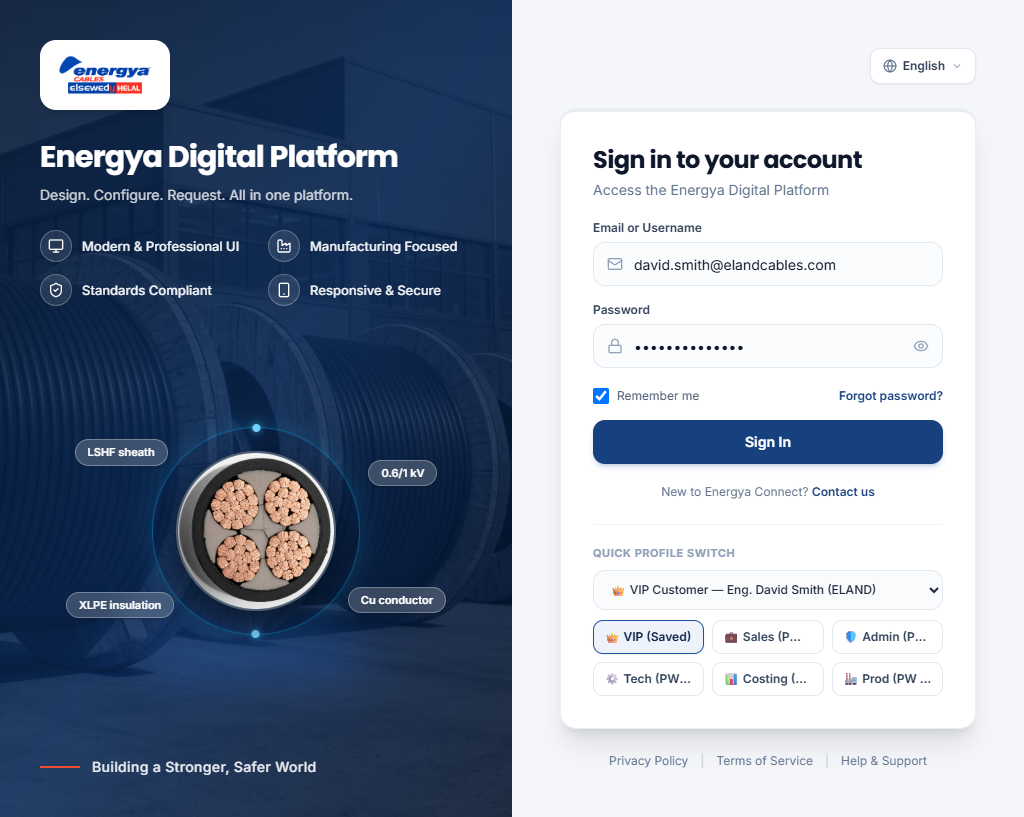 energya
CABLES
elsewedy HELAL
Energya Digital Platform
Design. Configure. Request. All in one platform.
Modern & Professional UI
Manufacturing Focused
Standards Compliant
Responsive & Secure
LSHF sheath
0.6/1 kV
XLPE insulation
Cu conductor
Building a Stronger, Safer World
English
Sign in to your account
Access the Energya Digital Platform
Email or Username
david.smith@elandcables.com
Password
••••••••••••••
Remember me
Forgot password?
Sign In
New to Energya Connect? Contact us
QUICK PROFILE SWITCH
VIP Customer — Eng. David Smith (ELAND)
VIP (Saved)
Sales (P...
Admin (P...
Tech (PW...
Costing (...
Prod (PW ...
Privacy Policy
Terms of Service
Help & Support